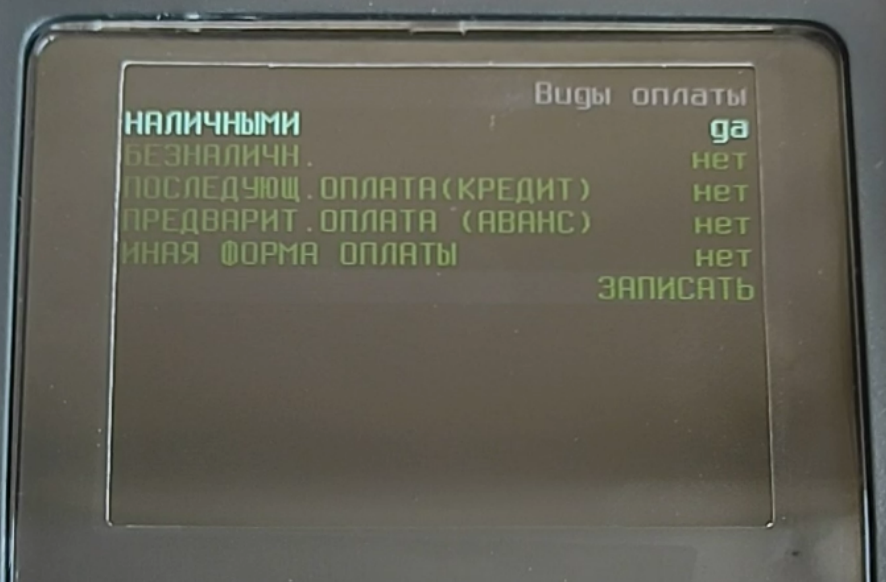 Виды оплаты
НАЛИЧНЫМИ да
БЕЗНАЛИЧН. нет
ПОСЛЕДУЮЩ.ОПЛАТА(КРЕДИТ) нет
ПРЕДВАРИТ.ОПЛАТА (АВАНС) нет
ИНАЯ ФОРМА ОПЛАТЫ нет
ЗАПИСАТЬ